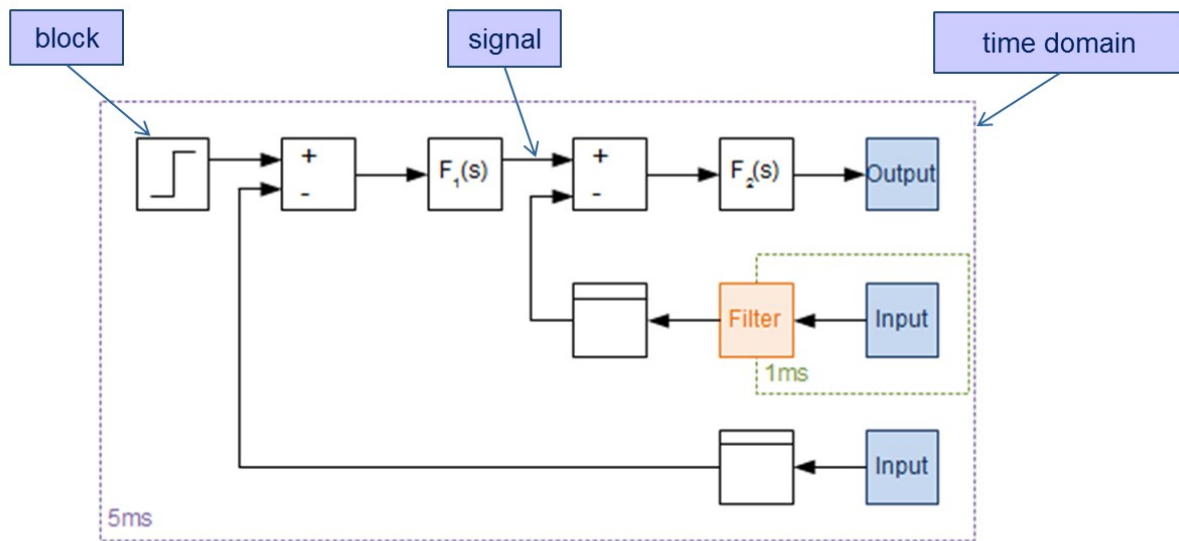 block
signal
time domain
+
-
F₁(s)
+
-
F₂(s)
Output
Filter
Input
1ms
Input
5ms